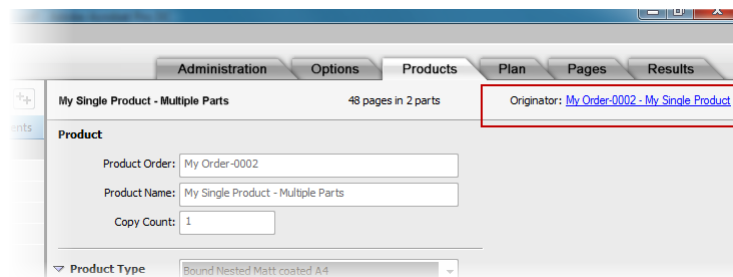 Administration Options Products Plan Pages Results
My Single Product - Multiple Parts 48 pages in 2 parts Originator: My Order-0002 - My Single Product
Product
Product Order: My Order-0002
Product Name: My Single Product - Multiple Parts
Copy Count: 1
Product Type Bound Nested Matt coated A4